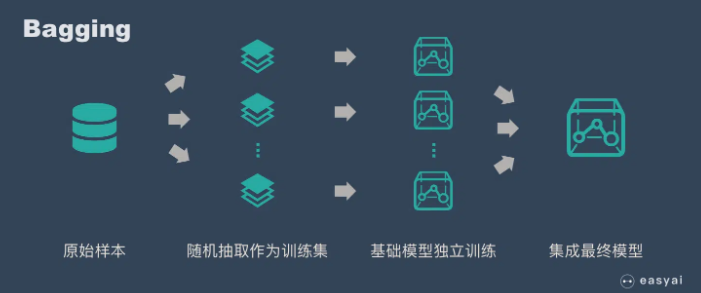 Bagging
原始样本
随机抽取作为训练集
基础模型独立训练
集成最终模型
easyai